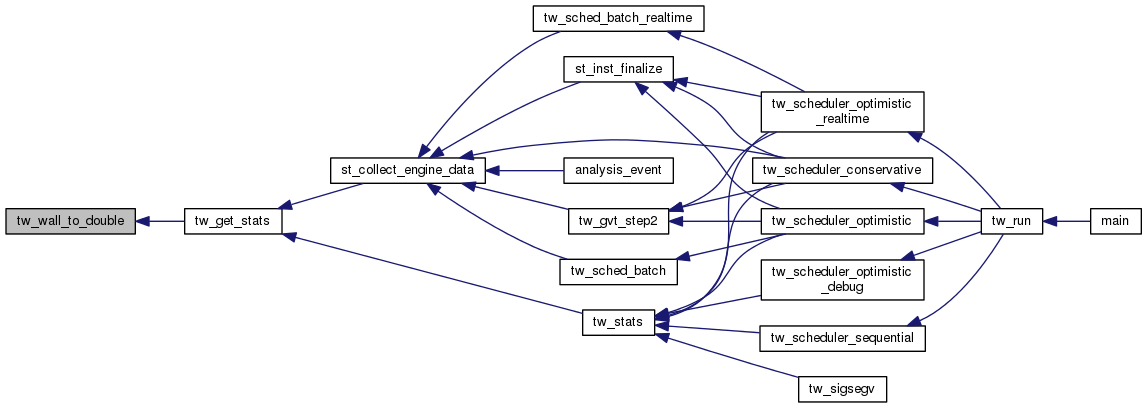 tw_sched_batch_realtime
st_inst_finalize
tw_scheduler_optimistic
_realtime
st_collect_engine_data
analysis_event
tw_scheduler_conservative
tw_wall_to_double
tw_get_stats
tw_gvt_step2
tw_scheduler_optimistic
tw_run
main
tw_sched_batch
tw_scheduler_optimistic
_debug
tw_stats
tw_scheduler_sequential
tw_sigsegv